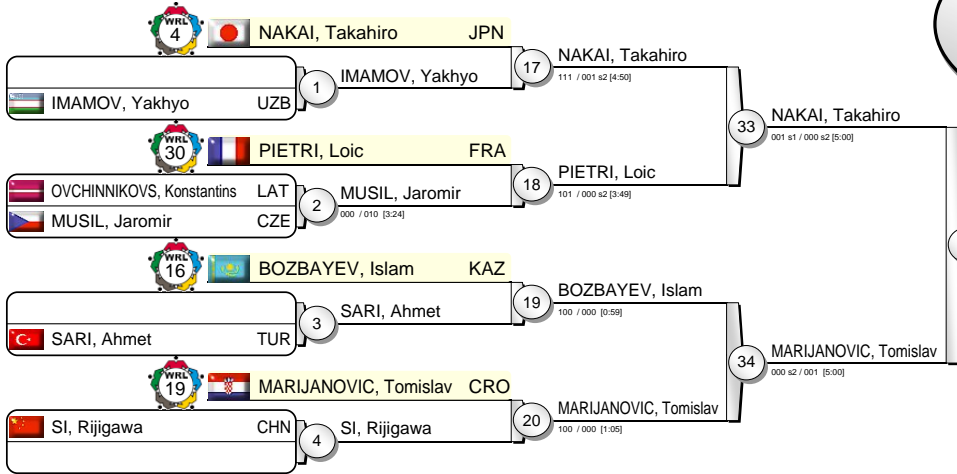 WRL
4
NAKAI, Takahiro JPN
IMAMOV, Yakhyo UZB
1
IMAMOV, Yakhyo
17
NAKAI, Takahiro
111 / 001 s2 [4:50]
WRL
30
PIETRI, Loic FRA
OVCHINNIKOVS, Konstantins LAT
MUSIL, Jaromir CZE
2
MUSIL, Jaromir
000 / 010 [3:24]
18
PIETRI, Loic
101 / 000 s2 [3:49]
33
NAKAI, Takahiro
001 s1 / 000 s2 [5:00]
WRL
16
BOZBAYEV, Islam KAZ
SARI, Ahmet TUR
3
SARI, Ahmet
19
BOZBAYEV, Islam
100 / 000 [0:59]
WRL
19
MARIJANOVIC, Tomislav CRO
SI, Rijigawa CHN
4
SI, Rijigawa
20
MARIJANOVIC, Tomislav
100 / 000 [1:05]
34
MARIJANOVIC, Tomislav
000 s2 / 001 [5:00]